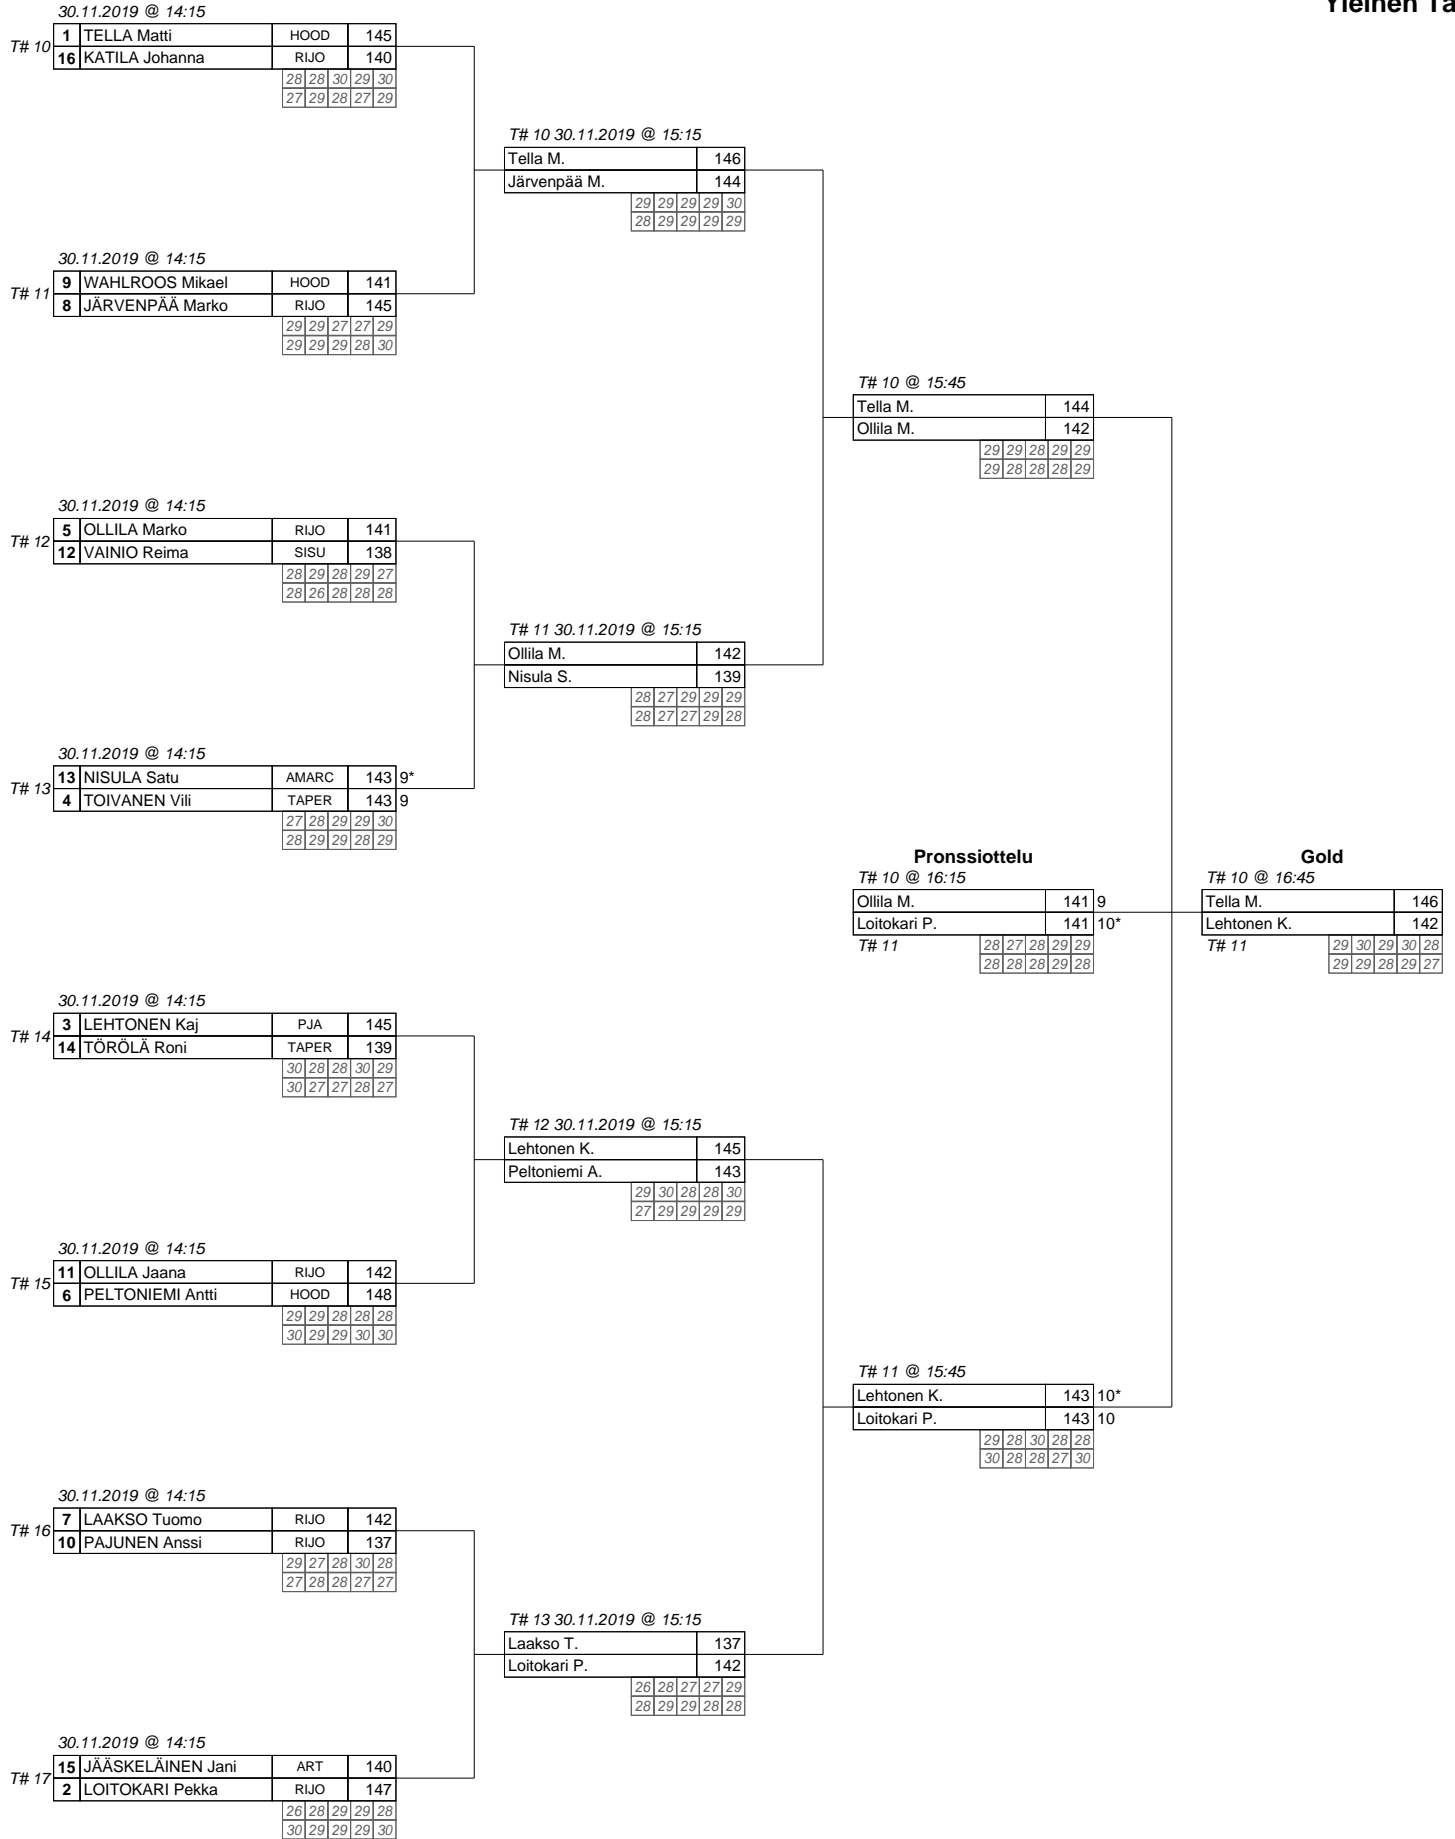 Yleinen Ta
30.11.2019 @ 14:15
T# 10 1 TELLA Matti HOOD 145
16 KATILA Johanna RIJO 140
28 28 30 29 30
27 29 28 27 29
T# 10 30.11.2019 @ 15:15
Tella M. 146
Järvenpää M. 144
29 29 29 29 30
28 29 29 29 29
30.11.2019 @ 14:15
T# 11 9 WAHLROOS Mikael HOOD 141
8 JÄRVENPÄÄ Marko RIJO 145
29 29 27 27 29
29 29 29 28 30
T# 10 @ 15:45
Tella M. 144
Ollila M. 142
29 29 28 29 29
29 28 28 28 29
30.11.2019 @ 14:15
T# 12 5 OLLILA Marko RIJO 141
12 VAINIO Reima SISU 138
28 29 28 29 27
28 26 28 28 28
T# 11 30.11.2019 @ 15:15
Ollila M. 142
Nisula S. 139
28 27 29 29 29
28 27 27 29 28
30.11.2019 @ 14:15
T# 13 13 NISULA Satu AMARC 143 9*
4 TOIVANEN Vili TAPER 143 9
27 28 29 29 30
28 29 29 28 29
Pronssiottelu
T# 10 @ 16:15
Ollila M. 141 9
Loitokari P. 141 10*
T# 11 28 27 28 29 29
28 28 28 29 28
Gold
T# 10 @ 16:45
Tella M. 146
Lehtonen K. 142
T# 11 29 30 29 30 28
29 29 28 29 27
30.11.2019 @ 14:15
T# 14 3 LEHTONEN Kaj PJA 145
14 TÖRÖLÄ Roni TAPER 139
30 28 28 30 29
30 27 27 28 27
T# 12 30.11.2019 @ 15:15
Lehtonen K. 145
Peltoniemi A. 143
29 30 28 28 30
27 29 29 29 29
30.11.2019 @ 14:15
T# 15 11 OLLILA Jaana RIJO 142
6 PELTONIEMI Antti HOOD 148
29 29 28 28 28
30 29 29 30 30
T# 11 @ 15:45
Lehtonen K. 143 10*
Loitokari P. 143 10
29 28 30 28 28
30 28 28 27 30
30.11.2019 @ 14:15
T# 16 7 LAAKSO Tuomo RIJO 142
10 PAJUNEN Anssi RIJO 137
29 27 28 30 28
27 28 28 27 27
T# 13 30.11.2019 @ 15:15
Laakso T. 137
Loitokari P. 142
26 28 27 27 29
28 29 29 28 28
30.11.2019 @ 14:15
T# 17 15 JÄÄSKELÄINEN Jani ART 140
2 LOITOKARI Pekka RIJO 147
26 28 29 29 28
30 29 29 29 30